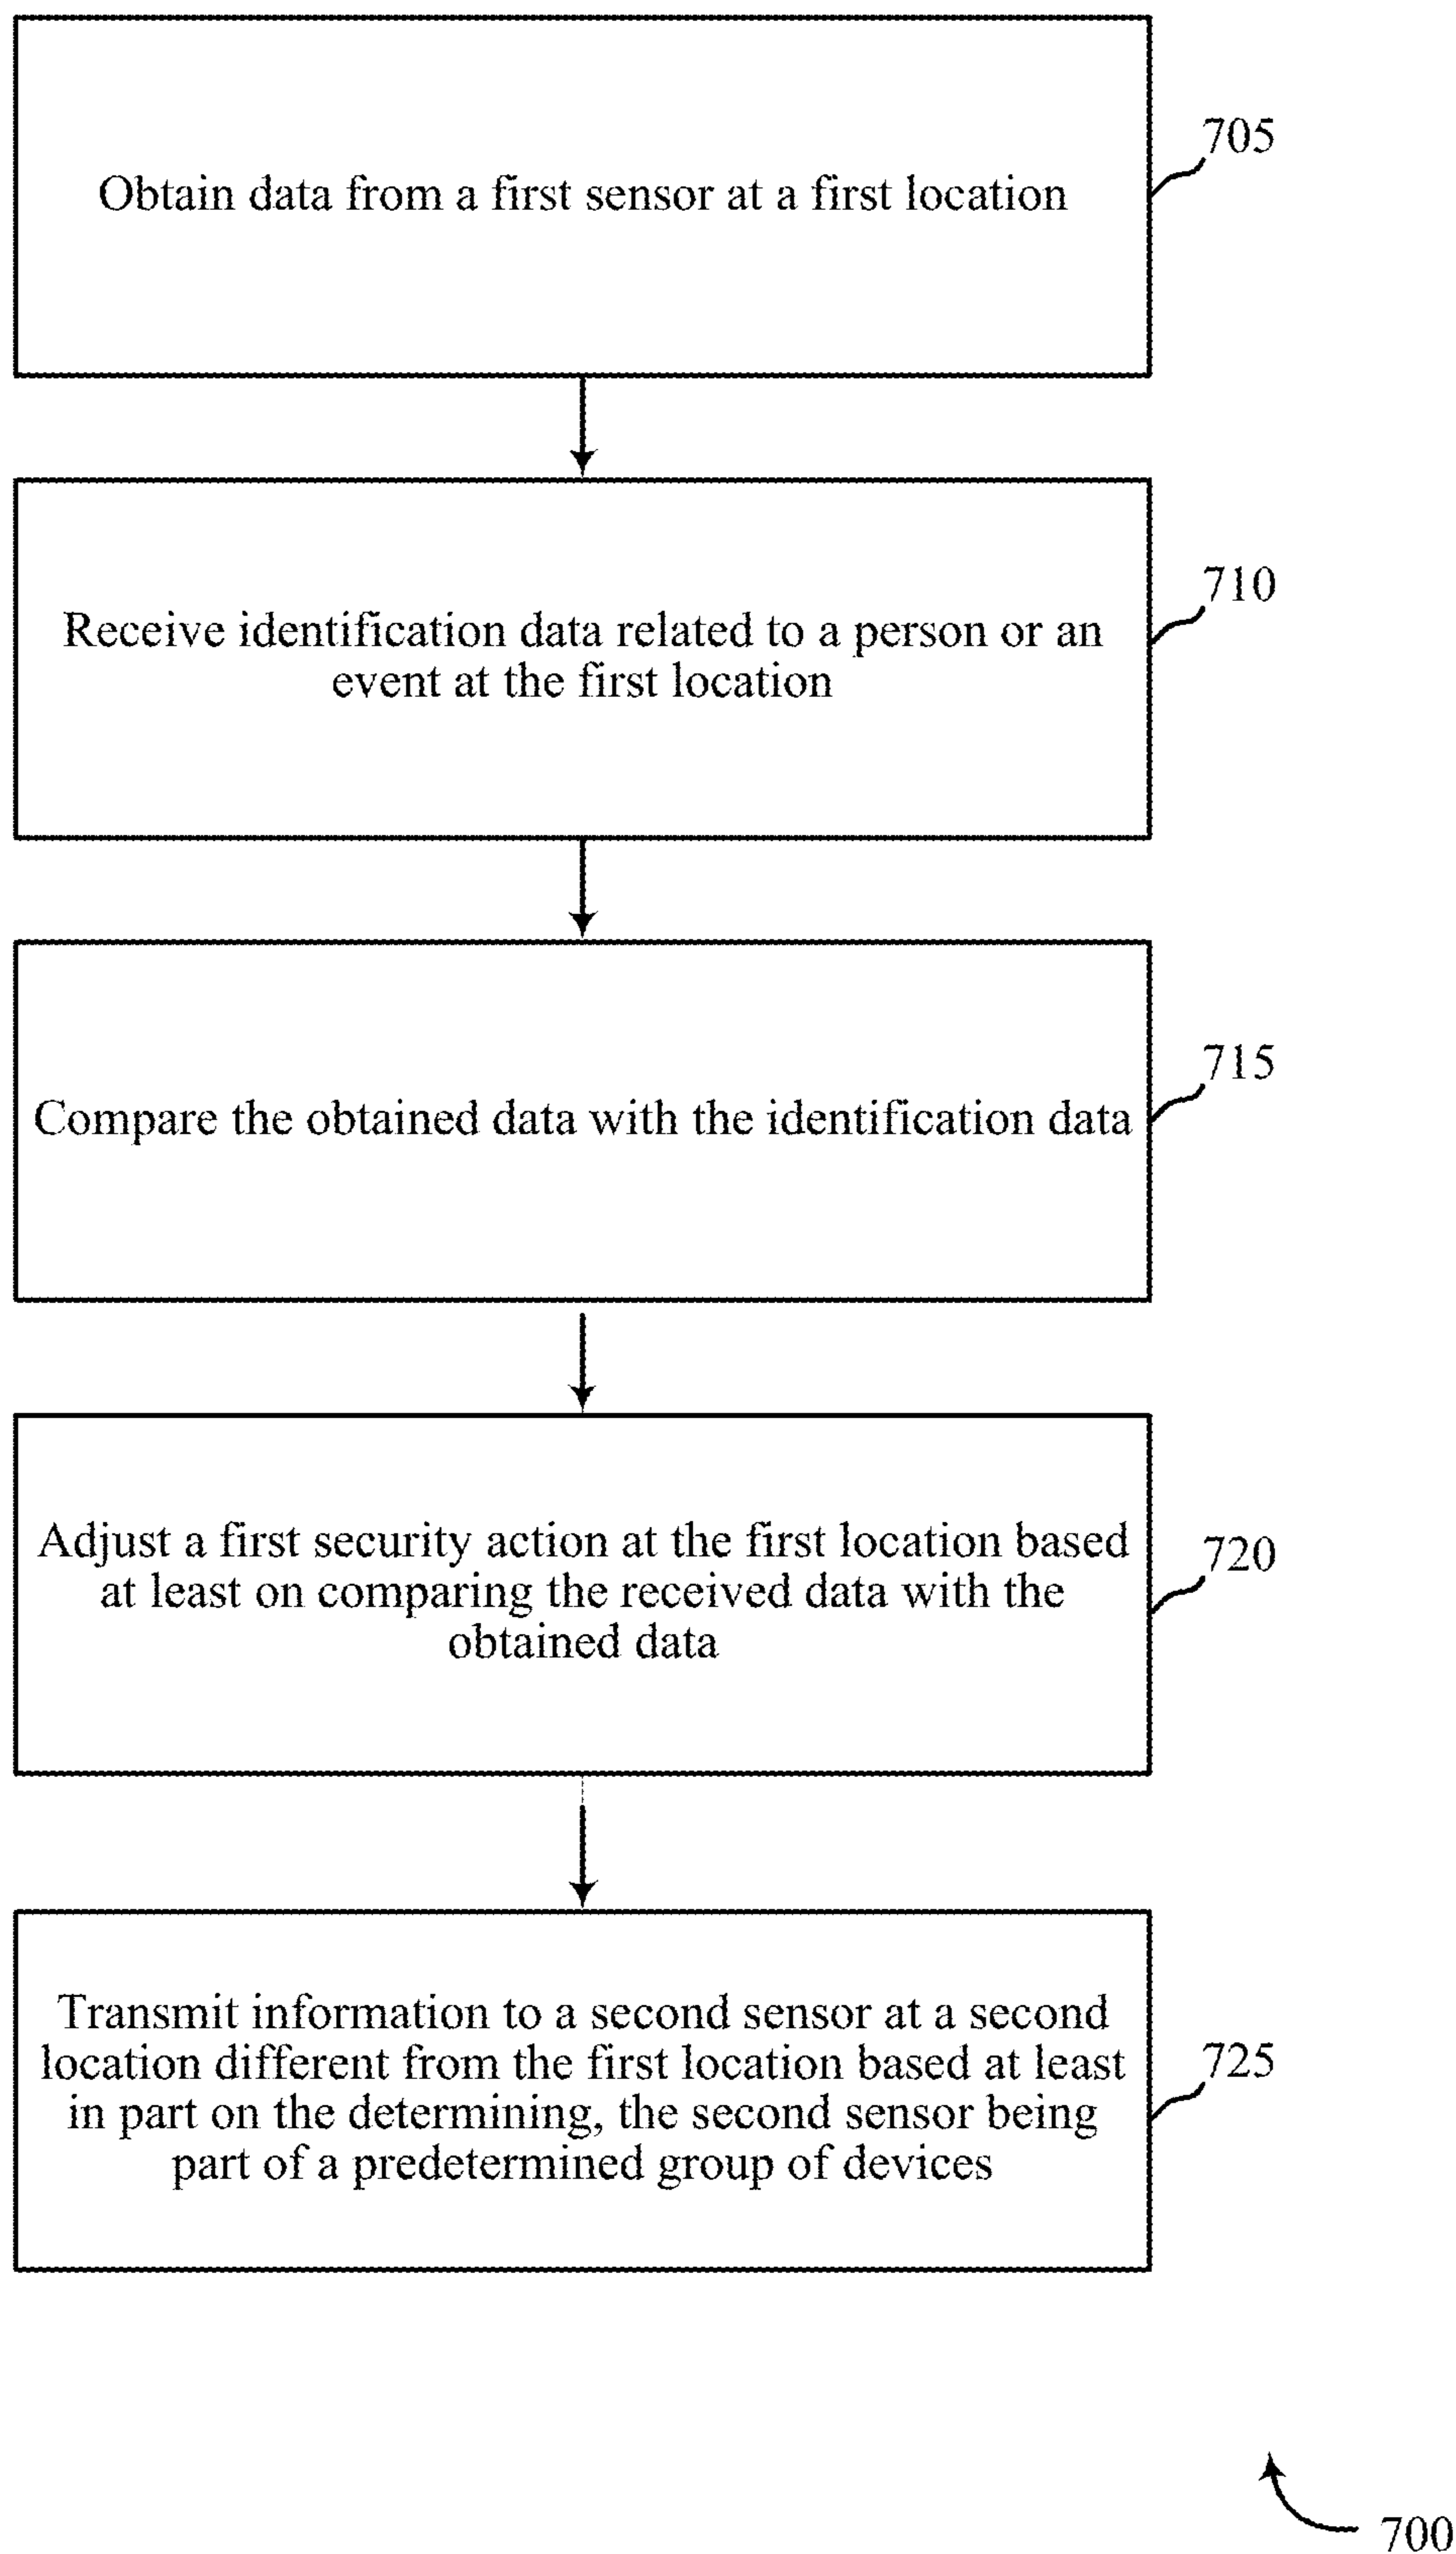 705
Obtain data from a first sensor at a first location
710
Receive identification data related to a person or an
event at the first location
715
Compare the obtained data with the identification data
720
Adjust a first security action at the first location based
at least on comparing the received data with the
obtained data
725
Transmit information to a second sensor at a second
location different from the first location based at least
in part on the determining, the second sensor being
part of a predetermined group of devices
700